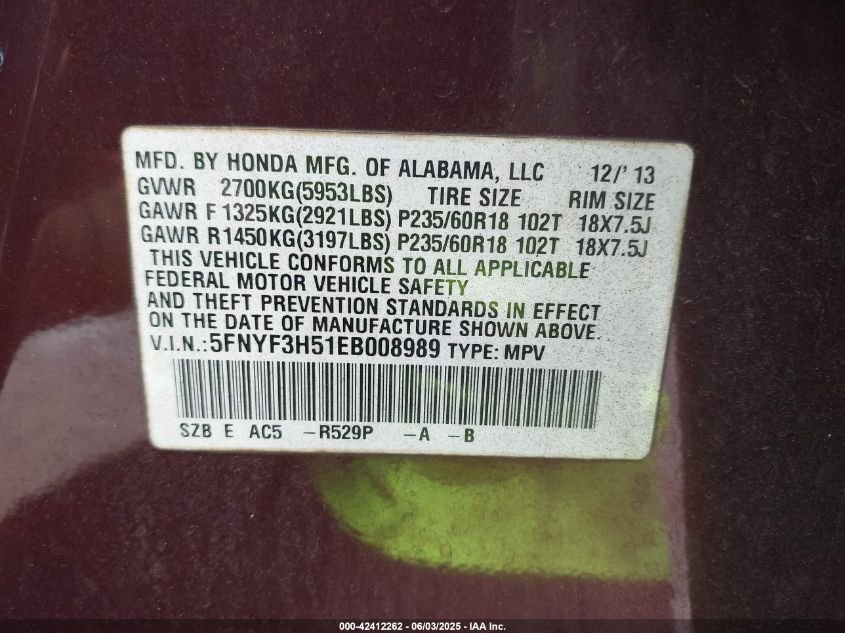 MFD. BY HONDA MFG. OF ALABAMA, LLC 12/' 13
GVWR 2700KG(5953LBS) TIRE SIZE RIM SIZE
GAWR F 1325KG(2921LBS) P235/60R18 102T 18X7.5J
GAWR R1450KG(3197LBS) P235/60R18 102T 18X7.5J
THIS VEHICLE CONFORMS TO ALL APPLICABLE
FEDERAL MOTOR VEHICLE SAFETY
AND THEFT PREVENTION STANDARDS IN EFFECT
ON THE DATE OF MANUFACTURE SHOWN ABOVE.
V.I.N.:5FNYF3H51EB008989 TYPE: MPV
SZB E AC5 -R529P -A -B
000-42412262 - 06/03/2025 - IAA Inc.